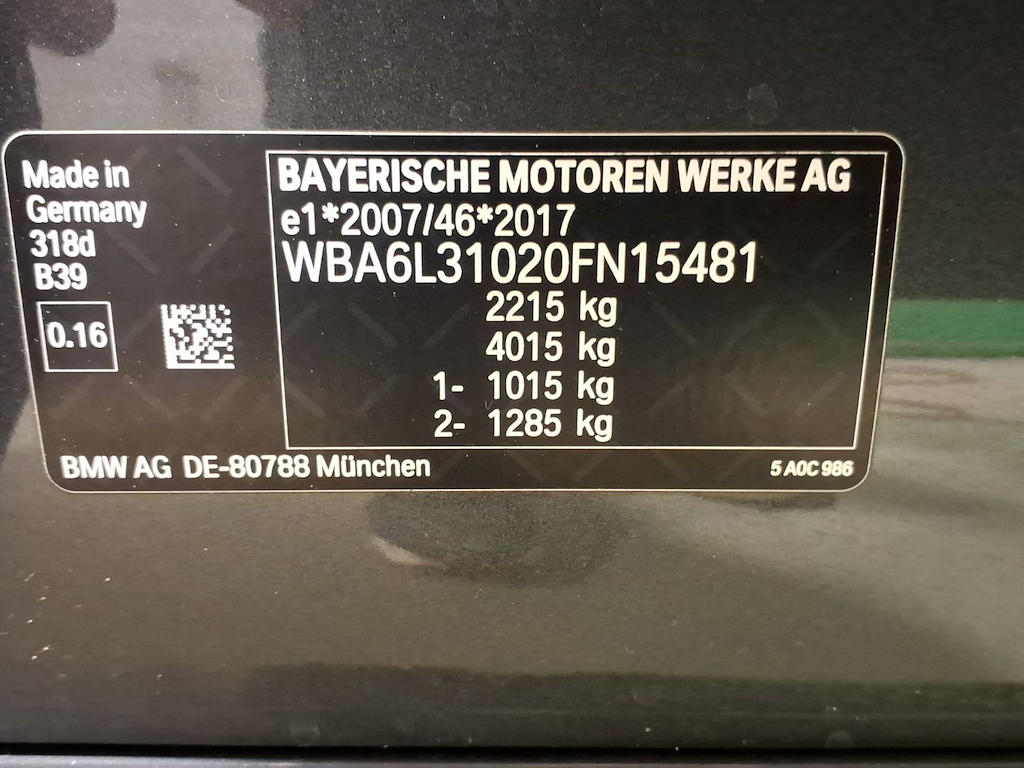 Made in
Germany
318d
B39
0.16
BAYERISCHE MOTOREN WERKE AG
e1*2007/46*2017
WBA6L31020FN15481
2215 kg
4015 kg
1- 1015 kg
2- 1285 kg
BMW AG DE-80788 München
5 A0C 986